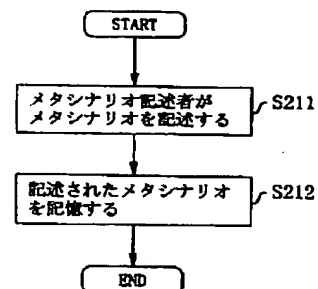 START
メタシナリオ記述者が
メタシナリオを記述する
S211
記述されたメタシナリオ
を記憶する
S212
END